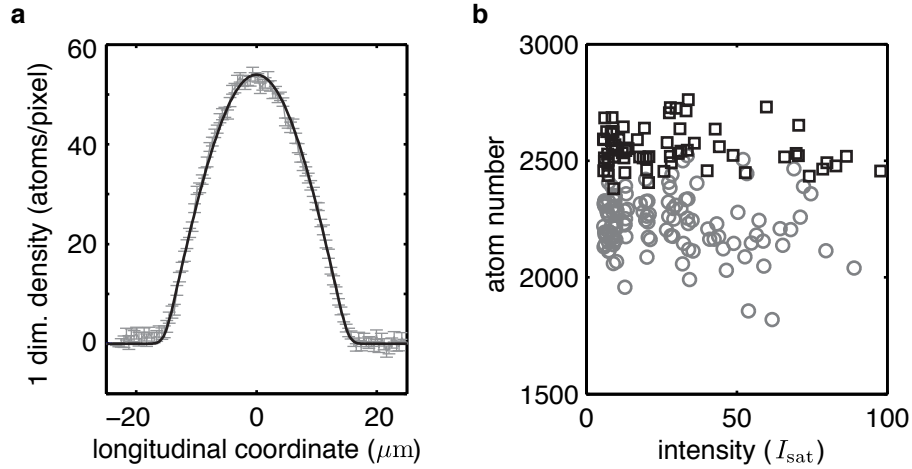 a
b
1 dim. density (atoms/pixel)
60
40
20
0
−20
0
20
longitudinal coordinate (μm)
atom number
3000
2500
2000
1500
0
50
100
intensity (I_sat)